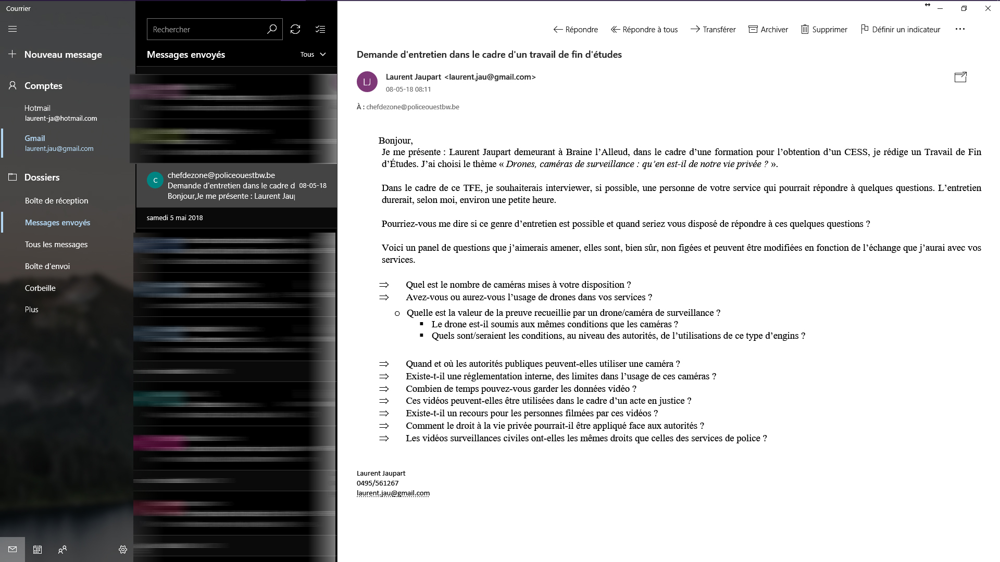 Courrier
Nouveau message
Comptes
Hotmail
laurent-ja@hotmail.com
Gmail
laurent.jau@gmail.com
Dossiers
Boîte de réception
Messages envoyés
Tous les messages
Boîte d'envoi
Corbeille
Plus
Rechercher
Messages envoyés
Tous
C
chefdezone@policeouestbw.be
Demande d'entretien dans le cadre d 08-05-18
Bonjour,Je me présente : Laurent Jau
samedi 5 mai 2018
Répondre
Répondre à tous
Transférer
Archiver
Supprimer
Définir un indicateur
Demande d'entretien dans le cadre d'un travail de fin d'études
LJ
Laurent Jaupart <laurent.jau@gmail.com>
08-05-18 08:11
À : chefdezone@policeouestbw.be
Bonjour,
Je me présente : Laurent Jaupart demeurant à Braine l’Alleud, dans le cadre d’une formation pour l’obtention d’un CESS, je rédige un Travail de Fin
d’Études. J’ai choisi le thème « Drones, caméras de surveillance : qu’en est-il de notre vie privée ? ».
Dans le cadre de ce TFE, je souhaiterais interviewer, si possible, une personne de votre service qui pourrait répondre à quelques questions. L’entretien
durerait, selon moi, environ une petite heure.
Pourriez-vous me dire si ce genre d’entretien est possible et quand seriez vous disposé de répondre à ces quelques questions ?
Voici un panel de questions que j’aimerais amener, elles sont, bien sûr, non figées et peuvent être modifiées en fonction de l’échange que j’aurai avec vos
services.
⇒ Quel est le nombre de caméras mises à votre disposition ?
⇒ Avez-vous ou aurez-vous l’usage de drones dans vos services ?
o Quelle est la valeur de la preuve recueillie par un drone/caméra de surveillance ?
▪ Le drone est-il soumis aux mêmes conditions que les caméras ?
▪ Quels sont/seraient les conditions, au niveau des autorités, de l’utilisations de ce type d’engins ?
⇒ Quand et où les autorités publiques peuvent-elles utiliser une caméra ?
⇒ Existe-t-il une réglementation interne, des limites dans l’usage de ces caméras ?
⇒ Combien de temps pouvez-vous garder les données vidéo ?
⇒ Ces vidéos peuvent-elles être utilisées dans le cadre d’un acte en justice ?
⇒ Existe-t-il un recours pour les personnes filmées par ces vidéos ?
⇒ Comment le droit à la vie privée pourrait-il être appliqué face aux autorités ?
⇒ Les vidéos surveillances civiles ont-elles les mêmes droits que celles des services de police ?
Laurent Jaupart
0495/561267
laurent.jau@gmail.com